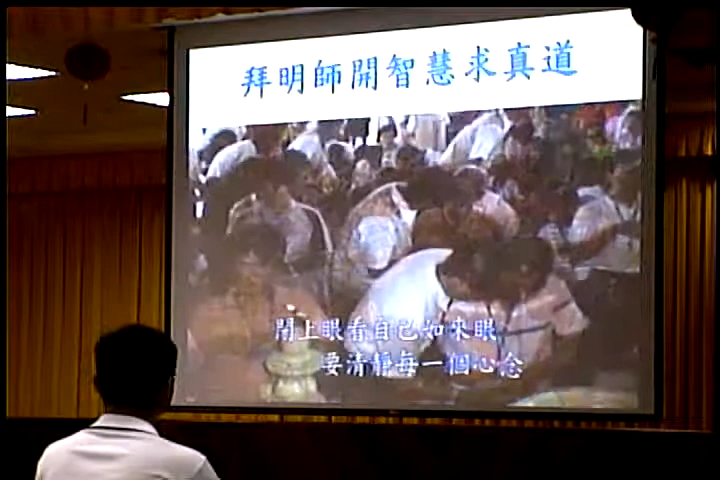 拜明師開智慧求真道
閉上眼看自己如來眼
要清靜每一個心念